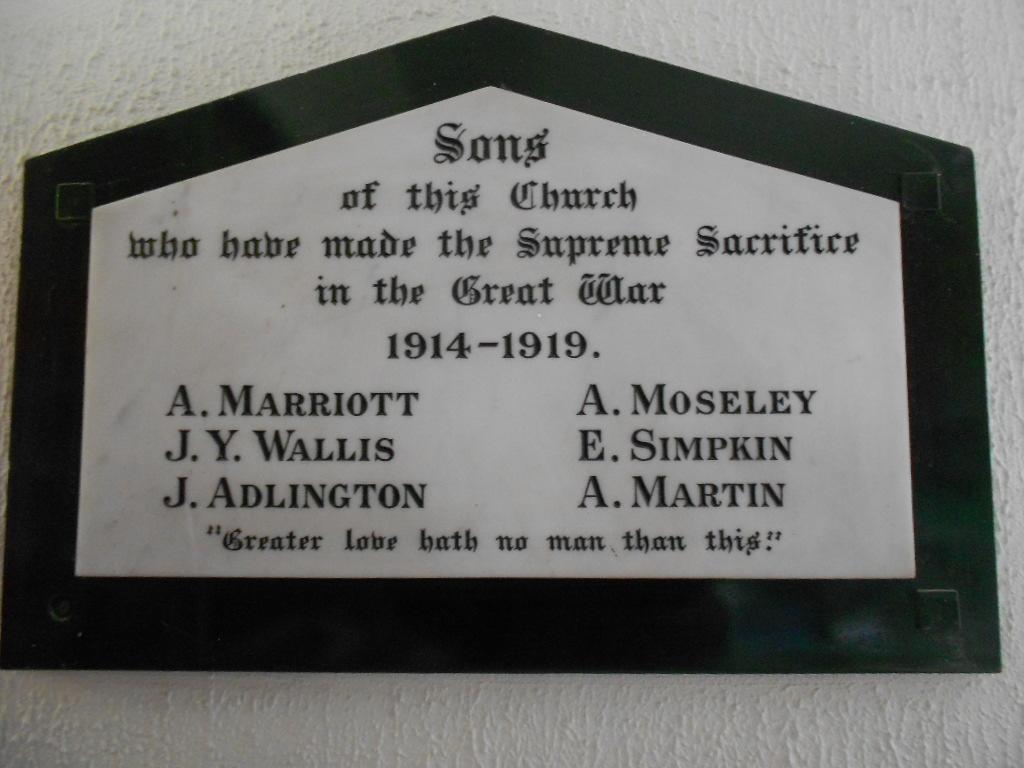 Sons
of this Church
who have made the Supreme Sacrifice
in the Great War
1914-1919.
A. MARRIOTT A. MOSELEY
J. Y. WALLIS E. SIMPKIN
J. ADLINGTON A. MARTIN
"Greater love hath no man than this."